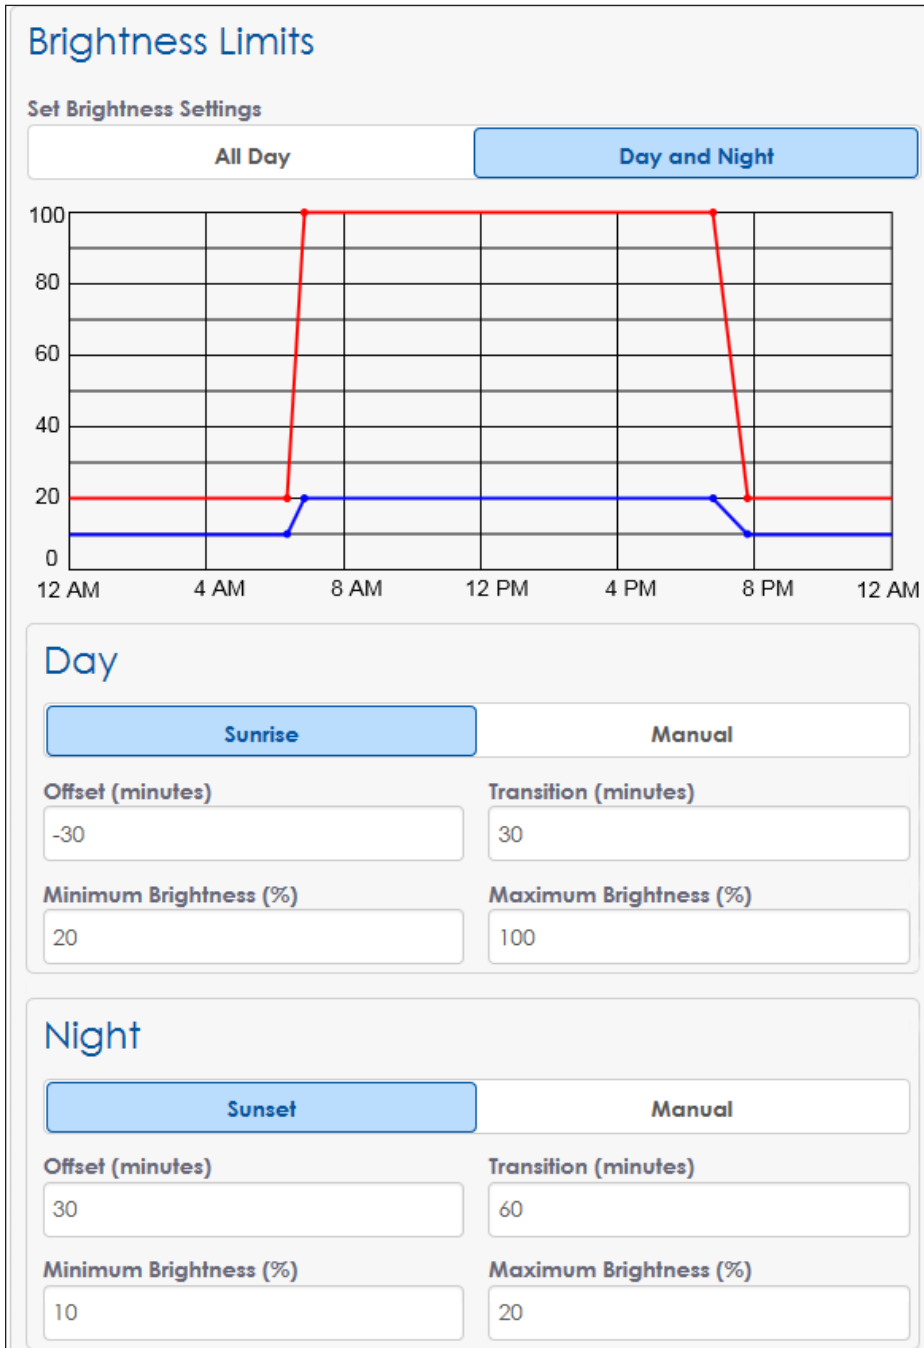 Brightness Limits
Set Brightness Settings
All Day Day and Night
100
80
60
40
20
0
12 AM 4 AM 8 AM 12 PM 4 PM 8 PM 12 AM
Day
Sunrise Manual
Offset (minutes) Transition (minutes)
-30 30
Minimum Brightness (%) Maximum Brightness (%)
20 100
Night
Sunset Manual
Offset (minutes) Transition (minutes)
30 60
Minimum Brightness (%) Maximum Brightness (%)
10 20